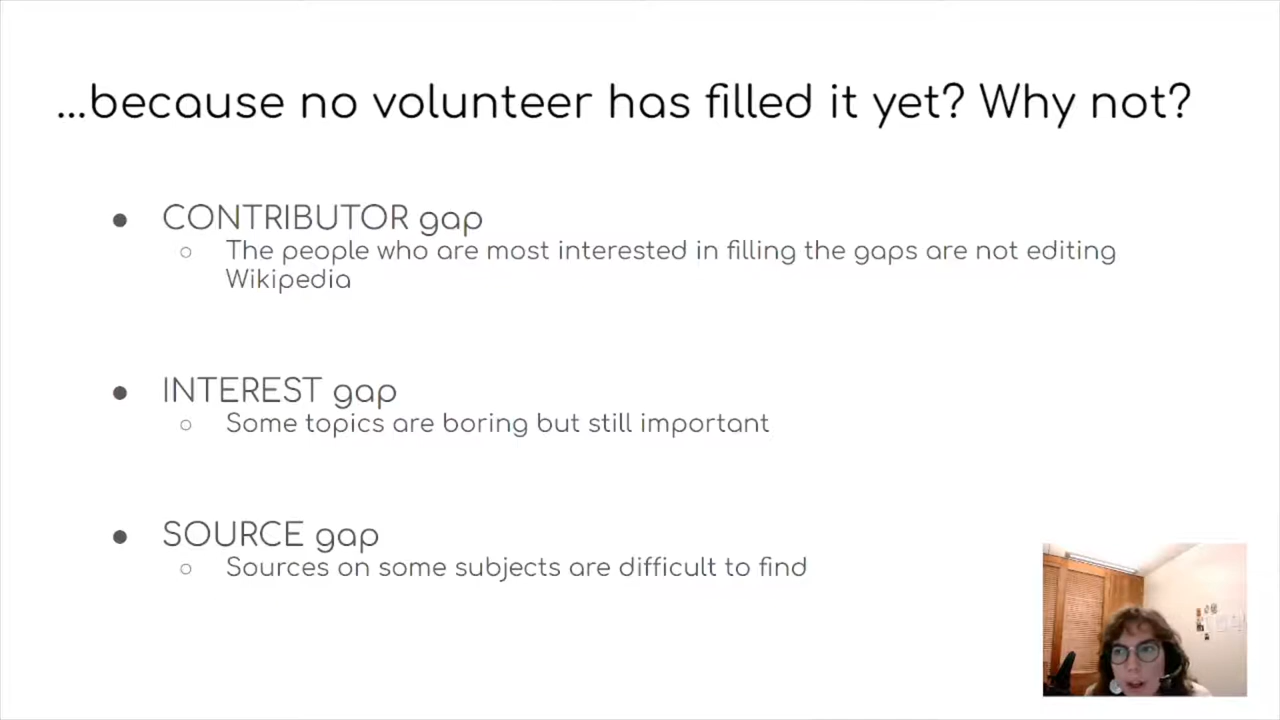 ...because no volunteer has filled it yet? Why not?
● CONTRIBUTOR gap
○ The people who are most interested in filling the gaps are not editing
Wikipedia
● INTEREST gap
○ Some topics are boring but still important
● SOURCE gap
○ Sources on some subjects are difficult to find